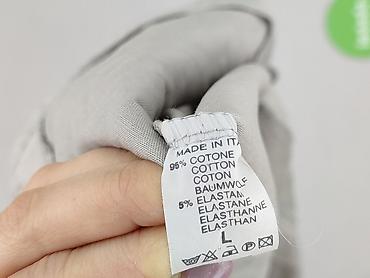 MADE IN ITA
95% COTONE
COTTON
COTON
BAUMWOLLE
5% ELASTAN
ELASTANE
ELASTHANNE
ELASTHAN
L